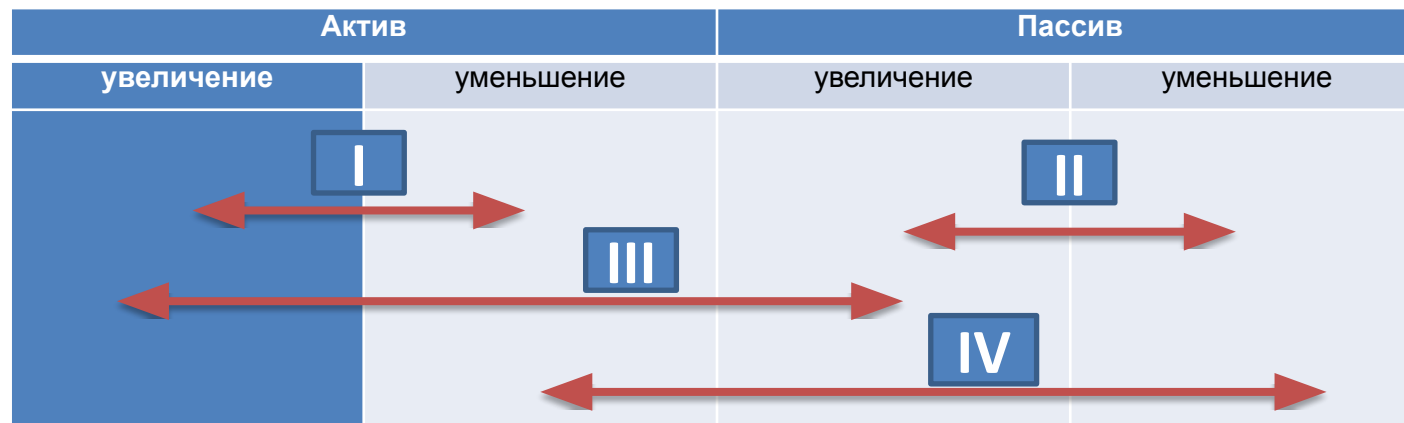 Актив Пассив
увеличение уменьшение увеличение уменьшение
I
II
III
IV